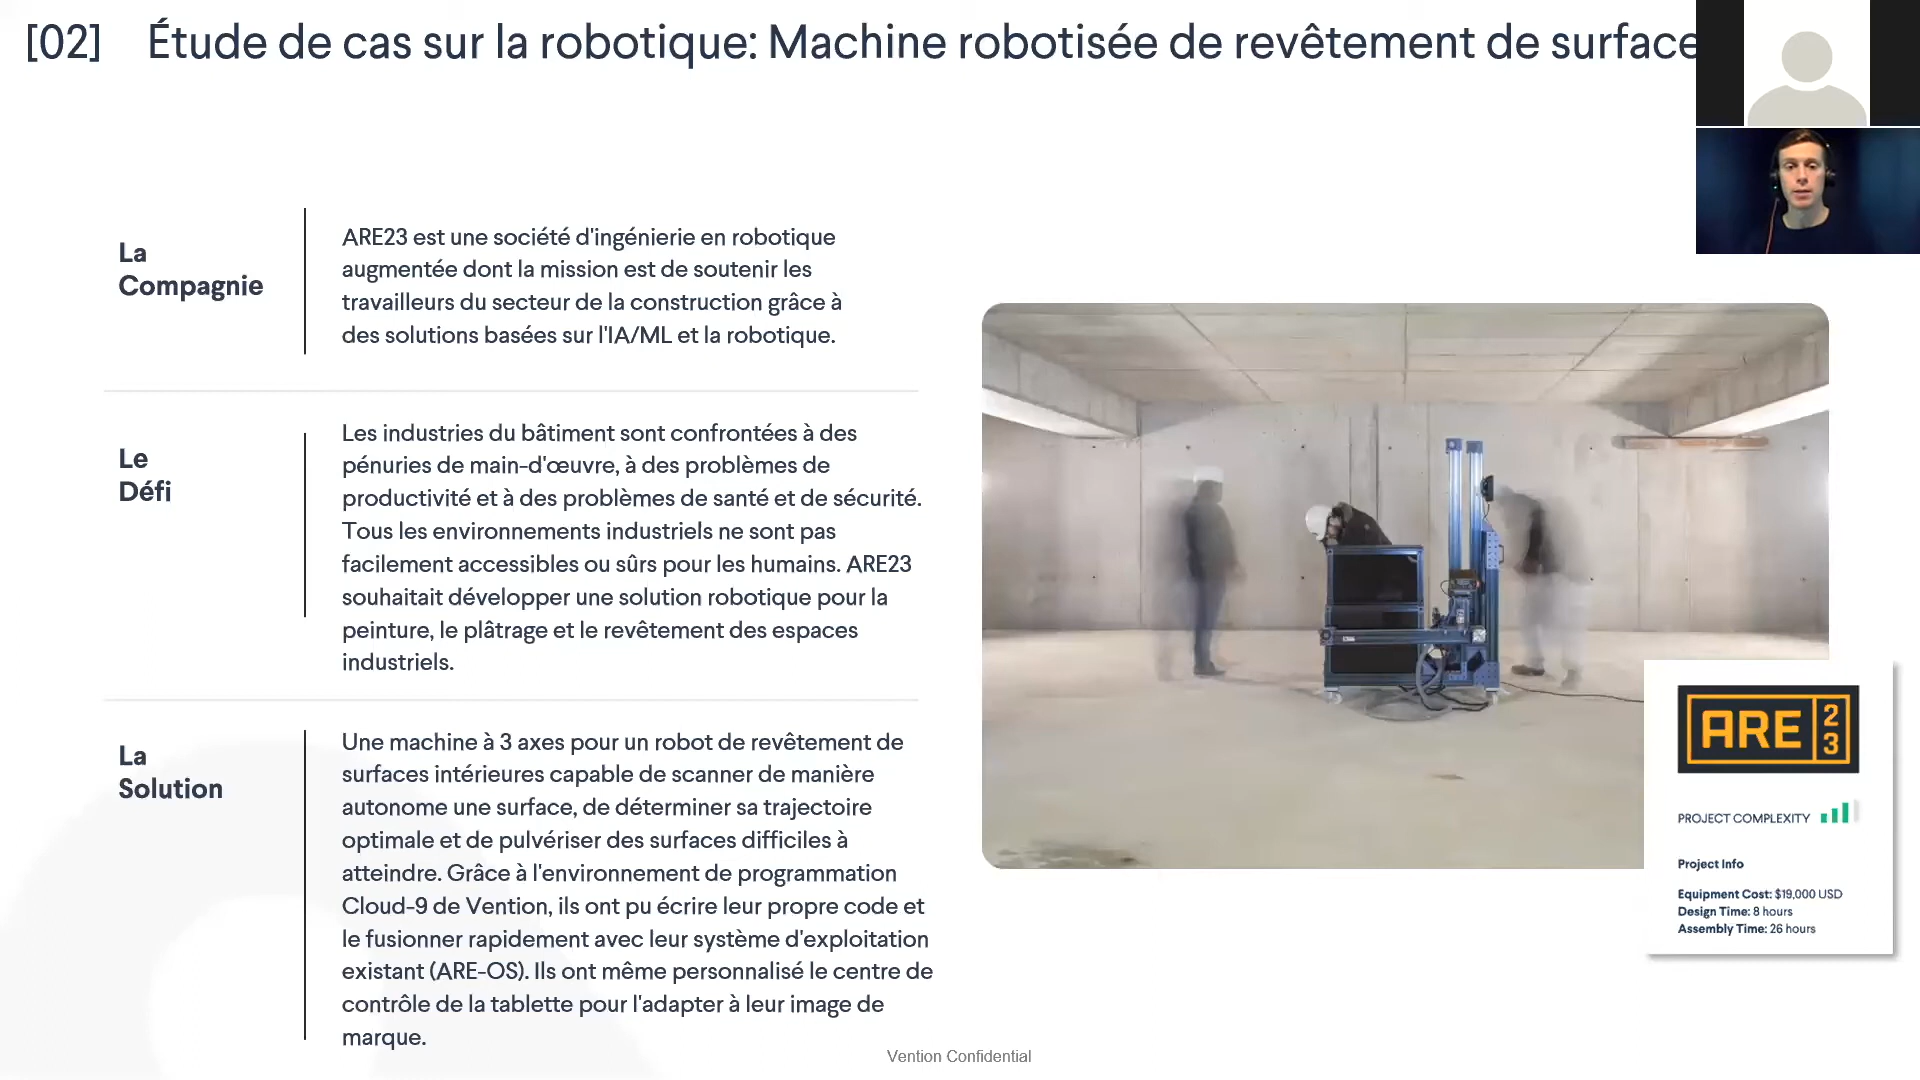 [02] Étude de cas sur la robotique: Machine robotisée de revêtement de surface
La
Compagnie
ARE23 est une société d'ingénierie en robotique
augmentée dont la mission est de soutenir les
travailleurs du secteur de la construction grâce à
des solutions basées sur l'IA/ML et la robotique.
Le
Défi
Les industries du bâtiment sont confrontées à des
pénuries de main-d'œuvre, à des problèmes de
productivité et à des problèmes de santé et de sécurité.
Tous les environnements industriels ne sont pas
facilement accessibles ou sûrs pour les humains. ARE23
souhaitait développer une solution robotique pour la
peinture, le plâtrage et le revêtement des espaces
industriels.
La
Solution
Une machine à 3 axes pour un robot de revêtement de
surfaces intérieures capable de scanner de manière
autonome une surface, de déterminer sa trajectoire
optimale et de pulvériser des surfaces difficiles à
atteindre. Grâce à l'environnement de programmation
Cloud-9 de Vention, ils ont pu écrire leur propre code et
le fusionner rapidement avec leur système d'exploitation
existant (ARE-OS). Ils ont même personnalisé le centre de
contrôle de la tablette pour l'adapter à leur image de
marque.
ARE 23
PROJECT COMPLEXITY
Project Info
Equipment Cost: $19,000 USD
Design Time: 8 hours
Assembly Time: 26 hours
Vention Confidential